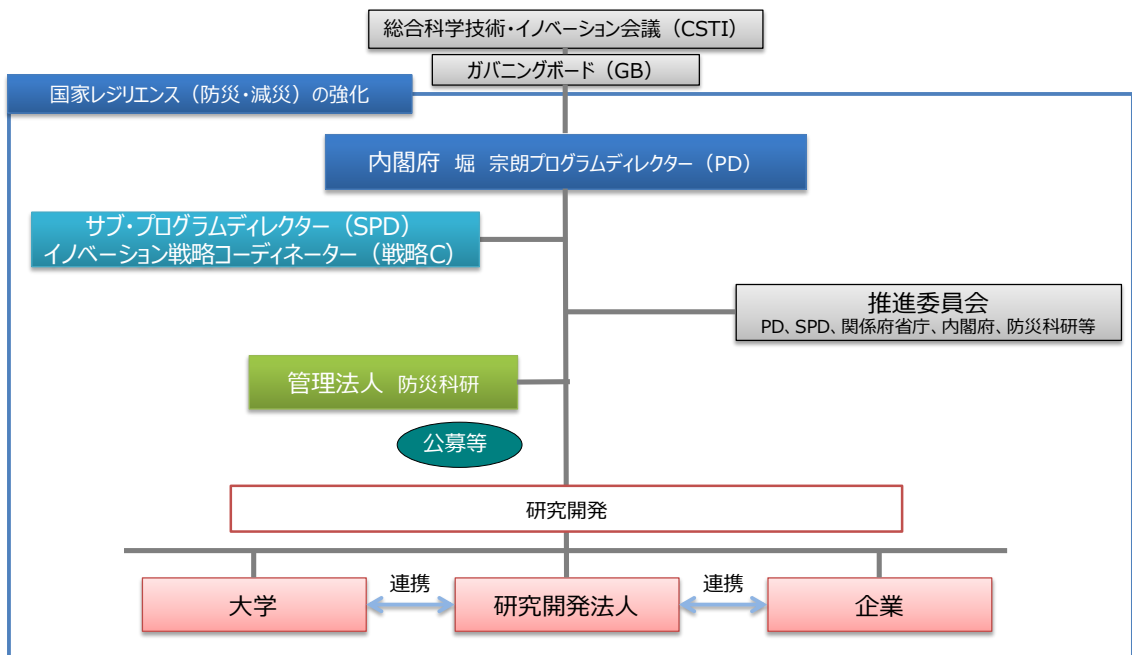 総合科学技術・イノベーション会議（CSTI）
ガバニングボード（GB）
国家レジリエンス（防災・減災）の強化
内閣府 堀 宗朗プログラムディレクター（PD）
サブ・プログラムディレクター（SPD）
イノベーション戦略コーディネーター（戦略C）
推進委員会
PD、SPD、関係府省庁、内閣府、防災科研等
管理法人 防災科研
公募等
研究開発
連携
連携
大学
研究開発法人
企業